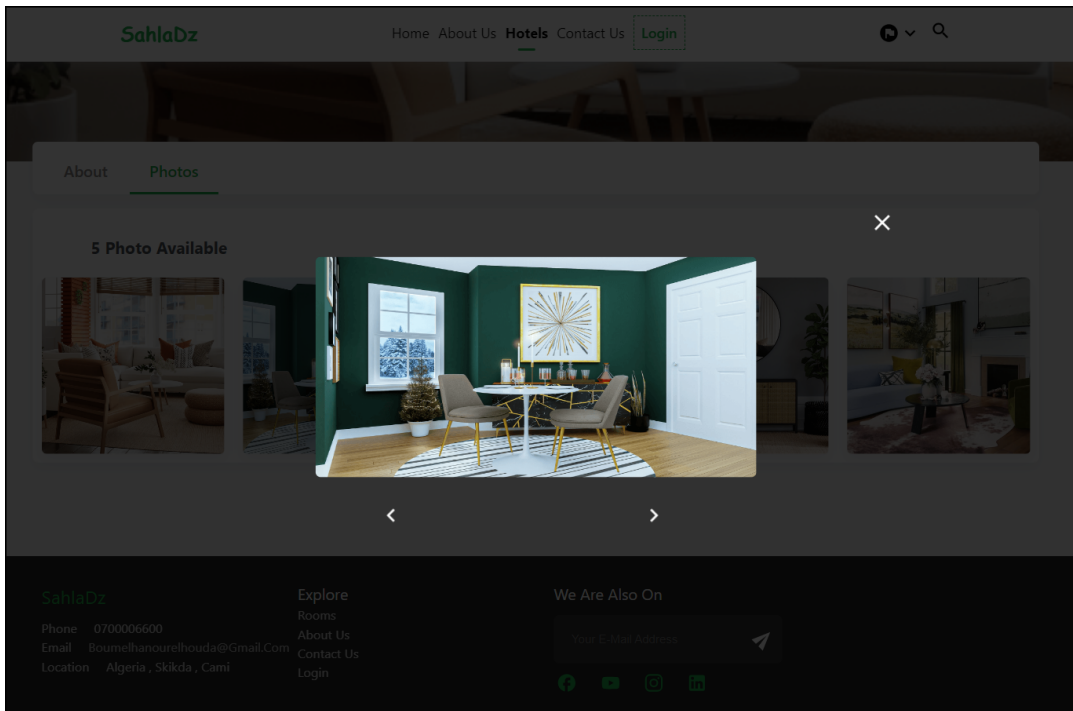 SahlaDz
Home About Us Hotels Contact Us Login
About Photos
5 Photo Available
SahlaDz
Phone 0700006600
Email Boumelhanourelhouda@Gmail.Com
Location Algeria , Skikda , Cami
Explore
Rooms
About Us
Contact Us
Login
We Are Also On
Your E-Mail Address